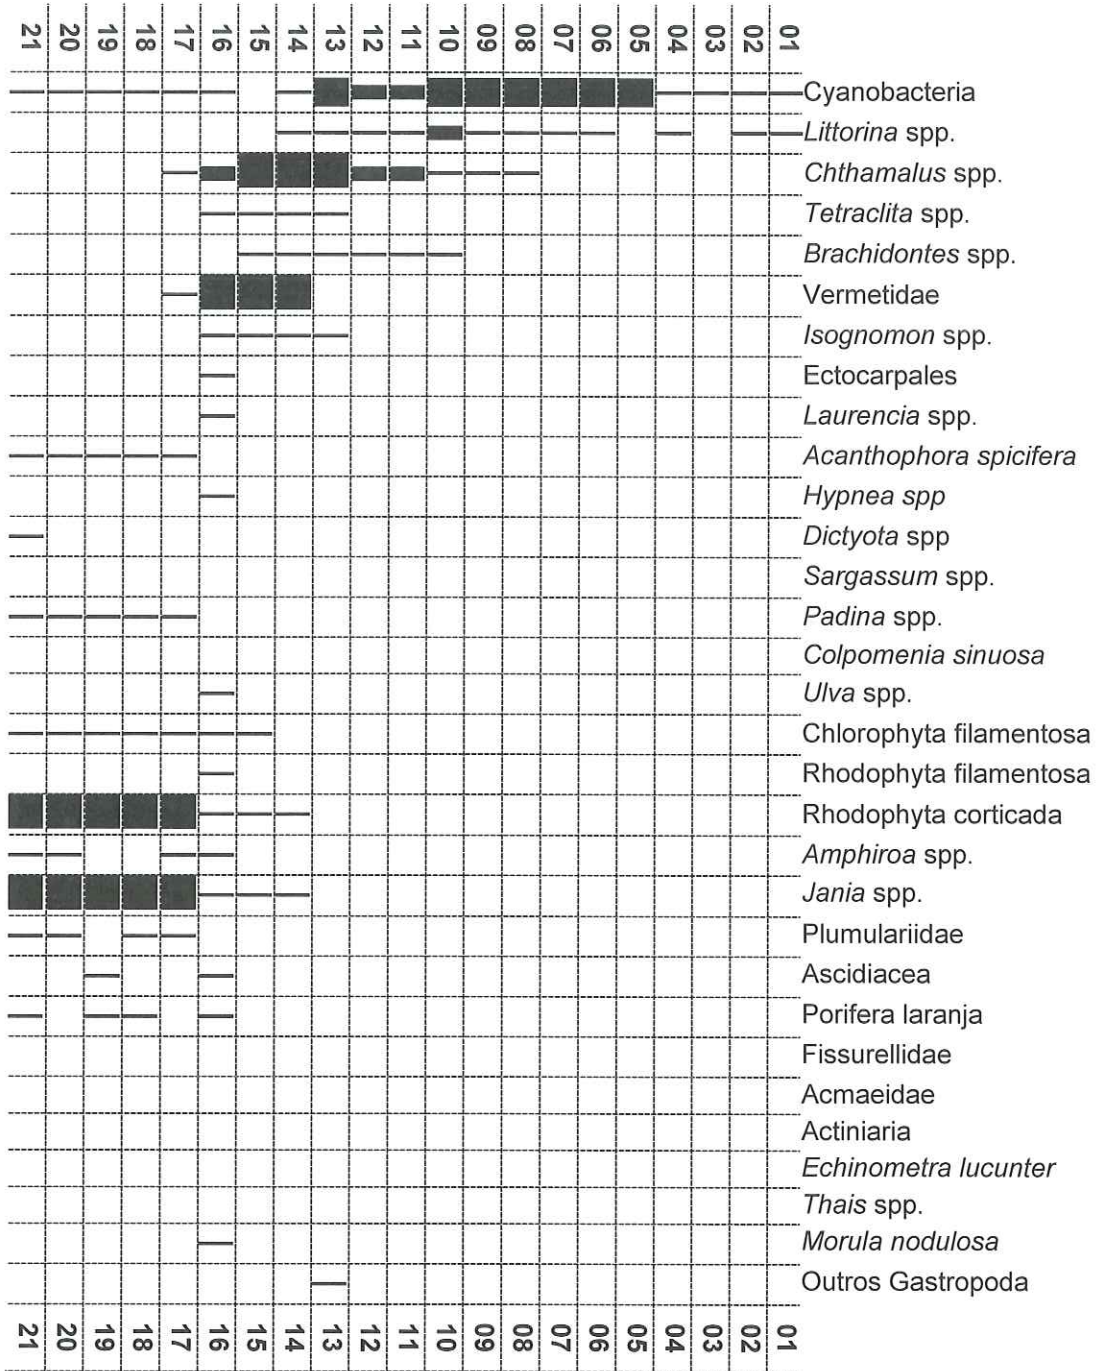 21 20 19 18 17 16 15 14 13 12 11 10 09 08 07 06 05 04 03 02 01
Cyanobacteria
Littorina spp.
Chthamalus spp.
Tetraclita spp.
Brachidontes spp.
Vermetidae
Isognomon spp.
Ectocarpales
Laurencia spp.
Acanthophora spicifera
Hypnea spp
Dictyota spp
Sargassum spp.
Padina spp.
Colpomenia sinuosa
Ulva spp.
Chlorophyta filamentosa
Rhodophyta filamentosa
Rhodophyta corticada
Amphiroa spp.
Jania spp.
Plumulariidae
Ascidiacea
Porifera laranja
Fissurellidae
Acmaeidae
Actiniaria
Echinometra lucunter
Thais spp.
Morula nodulosa
Outros Gastropoda
21 20 19 18 17 16 15 14 13 12 11 10 09 08 07 06 05 04 03 02 01